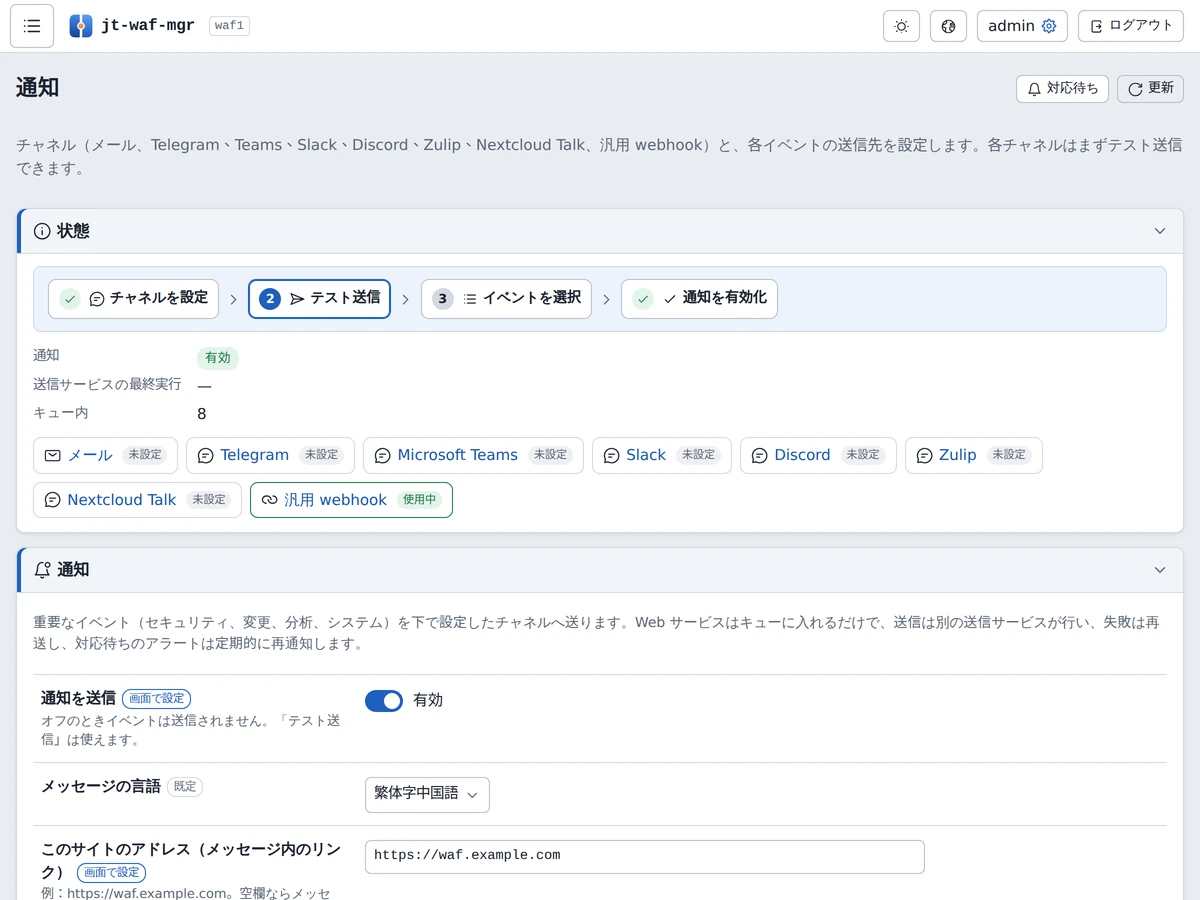 jt-waf-mgr waf1 admin ログアウト
通知
対応待ち 更新
チャネル（メール、Telegram、Teams、Slack、Discord、Zulip、Nextcloud Talk、汎用 webhook）と、各イベントの送信先を設定します。各チャネルはまずテスト送信
できます。
状態
チャネルを設定 2 テスト送信 3 イベントを選択 通知を有効化
通知 有効
送信サービスの最終実行 —
キュー内 8
メール 未設定 Telegram 未設定 Microsoft Teams 未設定 Slack 未設定 Discord 未設定 Zulip 未設定
Nextcloud Talk 未設定 汎用 webhook 使用中
通知
重要なイベント（セキュリティ、変更、分析、システム）を下で設定したチャネルへ送ります。Web サービスはキューに入れるだけで、送信は別の送信サービスが行い、失敗は再
送し、対応待ちのアラートは定期的に再通知します。
通知を送信 画面で設定 有効
オフのときイベントは送信されません。「テスト送
信」は使えます。
メッセージの言語 既定 繁体字中国語
このサイトのアドレス（メッセージ内のリン
ク） 画面で設定
https://waf.example.com
例：https://waf.example.com。空欄ならメッセ